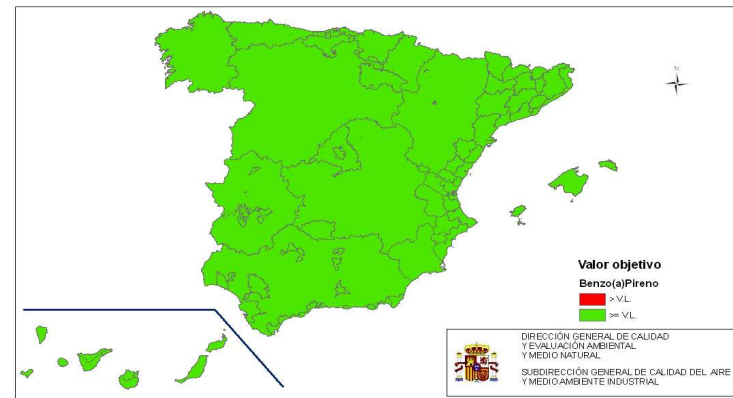 N
Valor objetivo
Benzo(a)Pireno
> V.L.
>= V.L.
DIRECCIÓN GENERAL DE CALIDAD
Y EVALUACIÓN AMBIENTAL
Y MEDIO NATURAL
SUBDIRECCIÓN GENERAL DE CALIDAD DEL AIRE
Y MEDIO AMBIENTE INDUSTRIAL